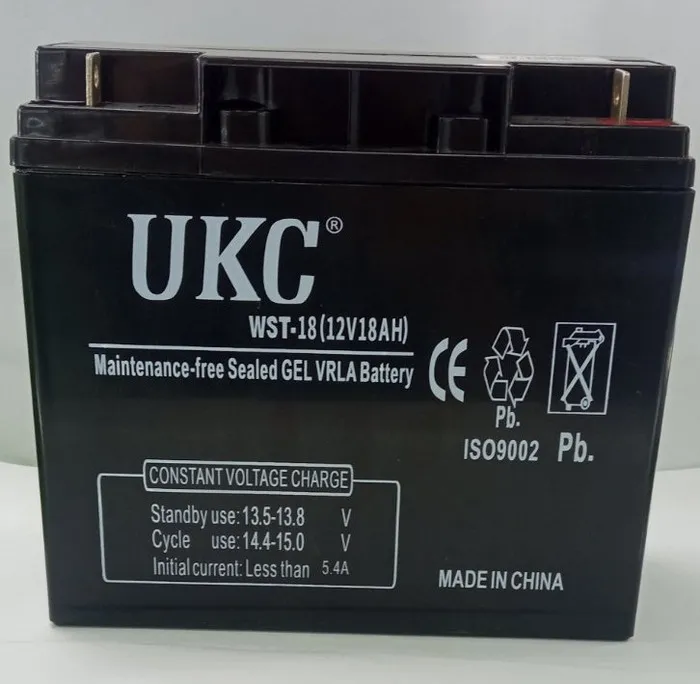 UKC®
WST-18(12V18AH)
Maintenance-free Sealed GEL VRLA Battery
CE
Pb.
ISO9002 Pb.
CONSTANT VOLTAGE CHARGE
Standby use:13.5-13.8 V
Cycle use:14.4-15.0 V
Initial current:Less than 5.4A
MADE IN CHINA